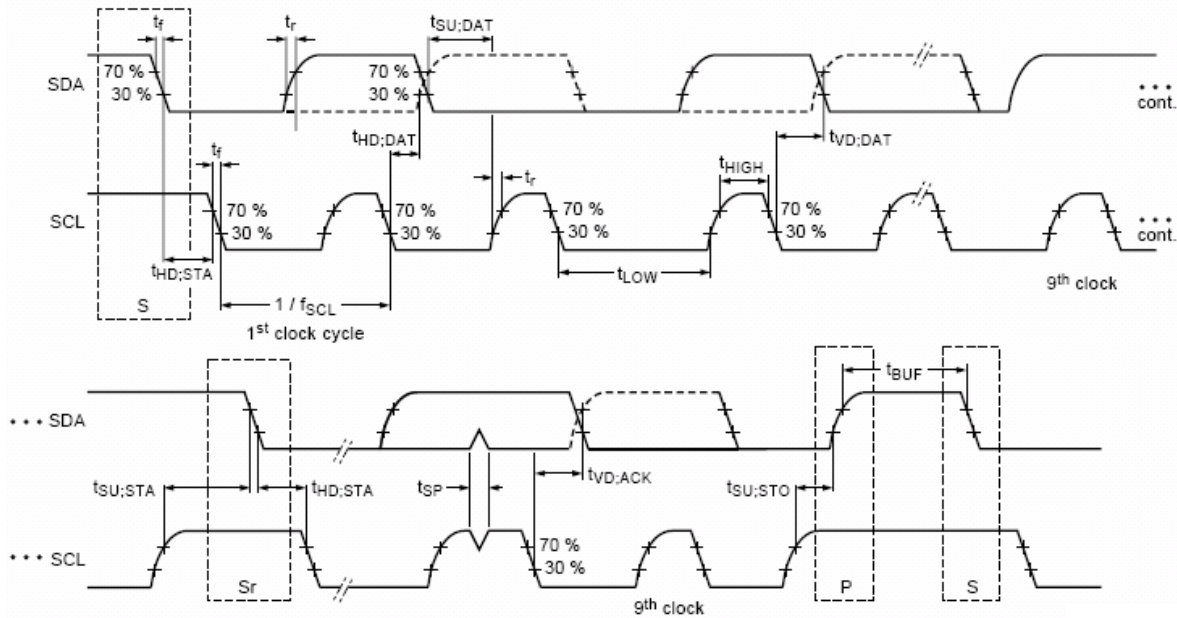 tf tr tSU;DAT
SDA 70 % 30 % 70 % 30 % cont.
tHD;DAT tVD;DAT
tf tr tHIGH
SCL 70 % 30 % 70 % 30 % 70 % 30 % 70 % 30 % cont.
tHD;STA tLOW
S 1 / fSCL 9th clock
1st clock cycle
tBUF
••• SDA
tSU;STA tHD;STA tSP tVD;ACK tSU;STO
••• SCL 70 % 30 %
Sr 9th clock P S